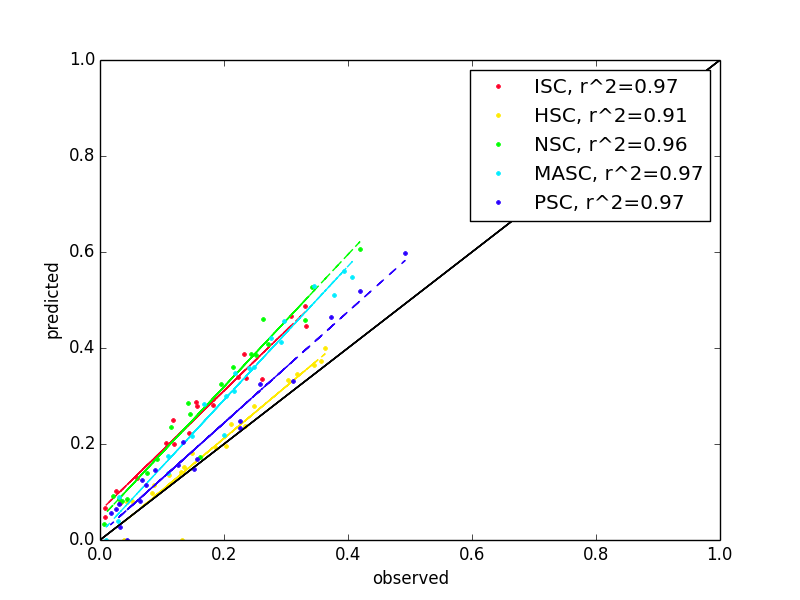 1.0
0.8
0.6
0.4
0.2
0.0
predicted
ISC, r^2=0.97
HSC, r^2=0.91
NSC, r^2=0.96
MASC, r^2=0.97
PSC, r^2=0.97
0.0 0.2 0.4 0.6 0.8 1.0
observed